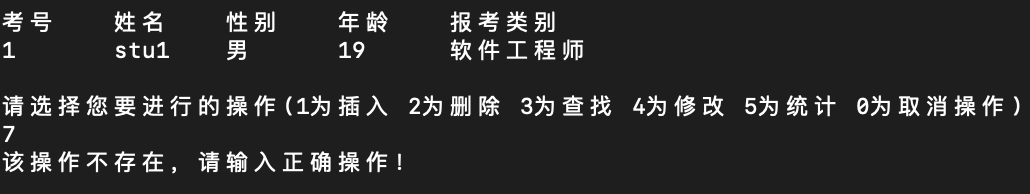 考号 姓名 性别 年龄 报考类别
1 stu1 男 19 软件工程师
请选择您要进行的操作(1为插入 2为删除 3为查找 4为修改 5为统计 0为取消操作)
7
该操作不存在，请输入正确操作！